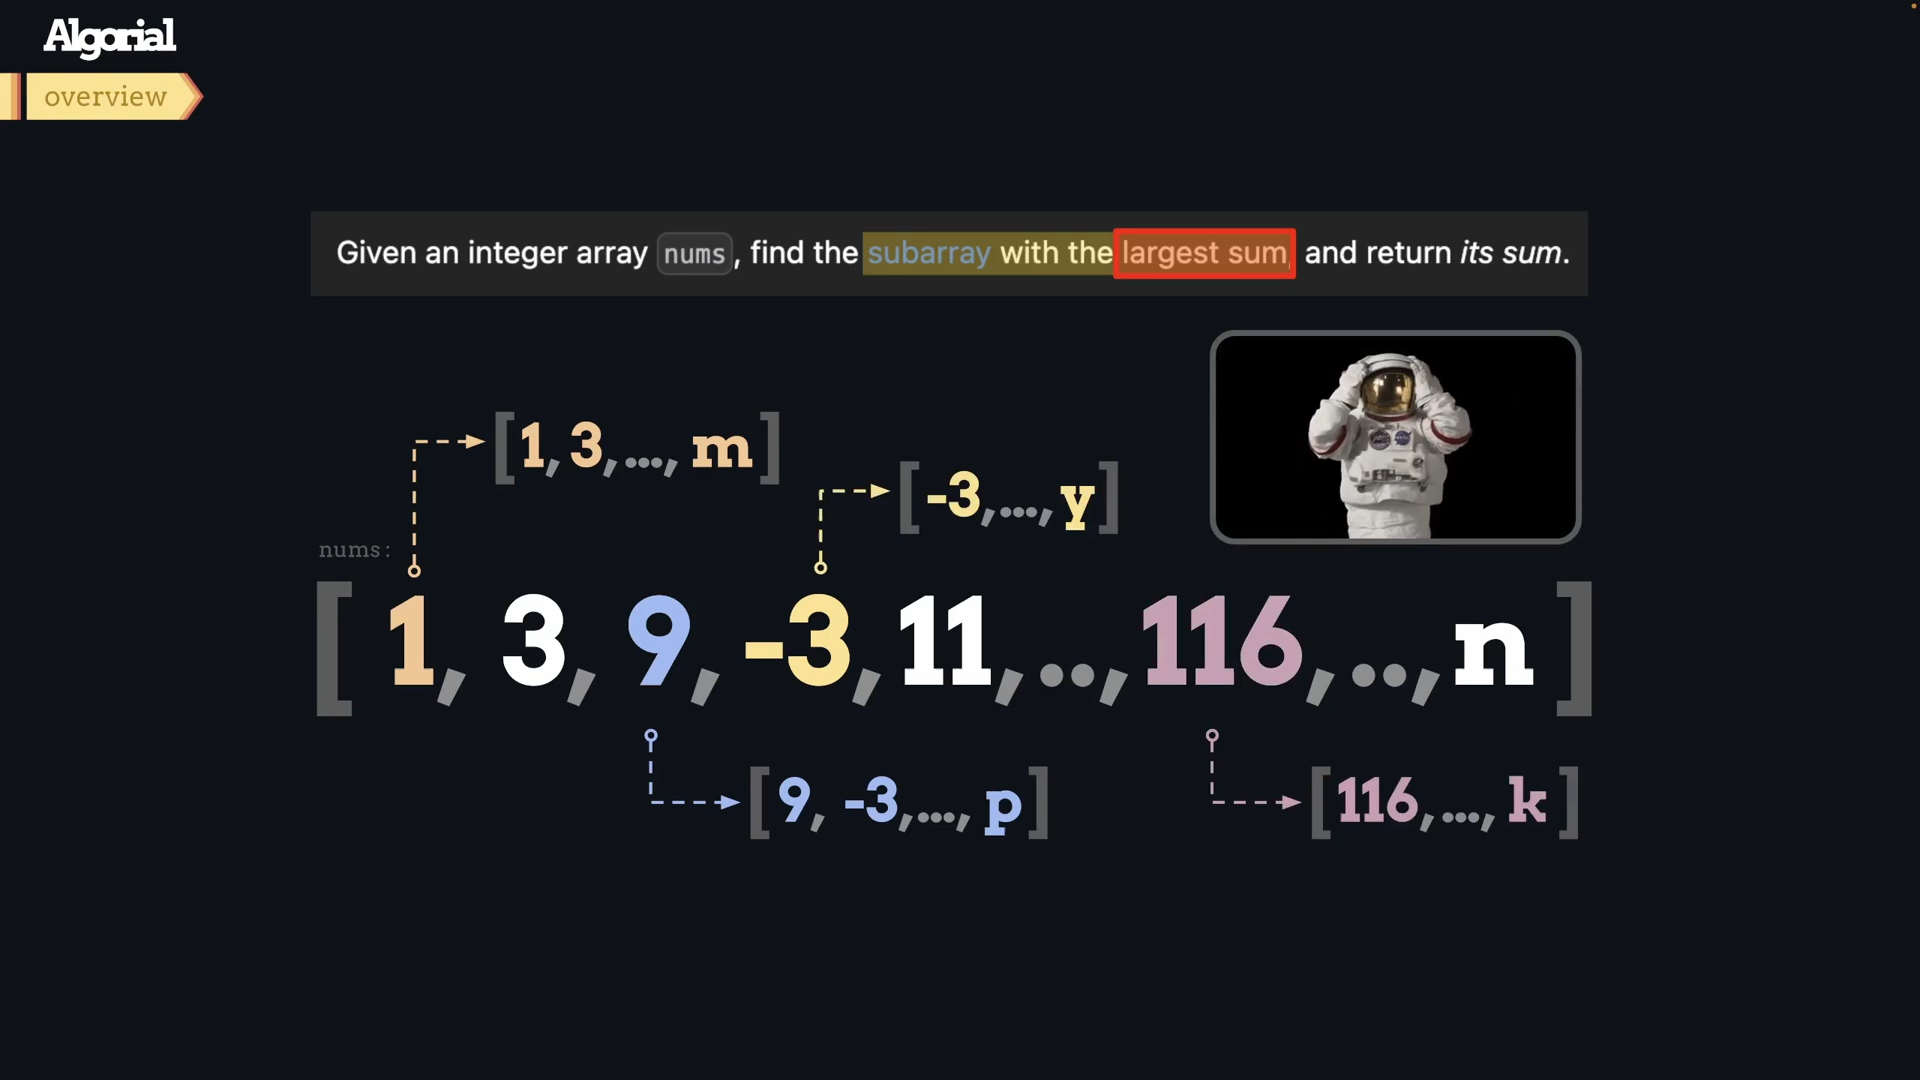 Algorial
overview
Given an integer array nums, find the subarray with the largest sum, and return its sum.
[1, 3,..., m]
[-3,..., y]
nums:
[ 1, 3, 9, -3, 11, .., 116, .., n ]
[9, -3,..., p]
[116,..., k]